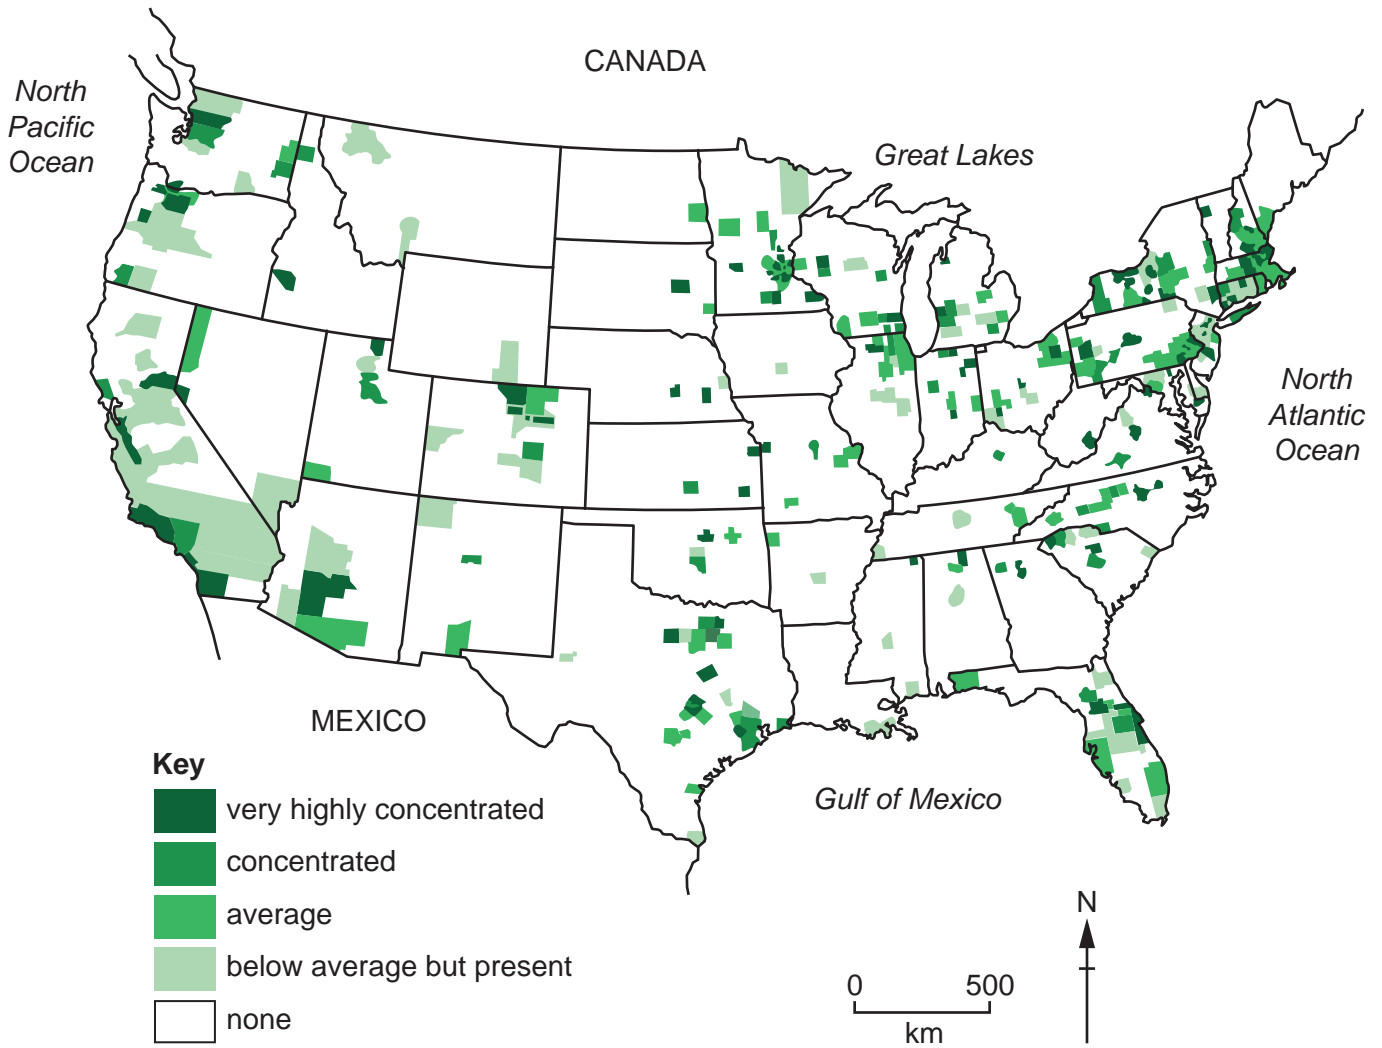 CANADA
North
Pacific
Ocean
Great Lakes
North
Atlantic
Ocean
MEXICO
Gulf of Mexico
Key
very highly concentrated
concentrated
average
below average but present
none
0 500
km
N